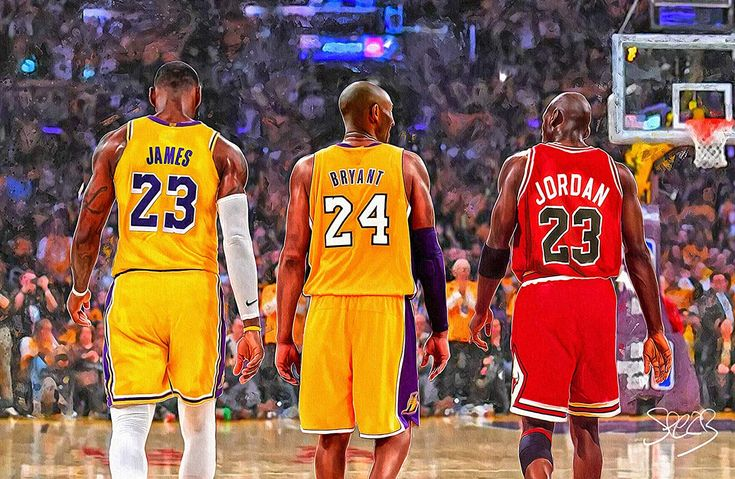 JAMES
23
BRYANT
24
JORDAN
23